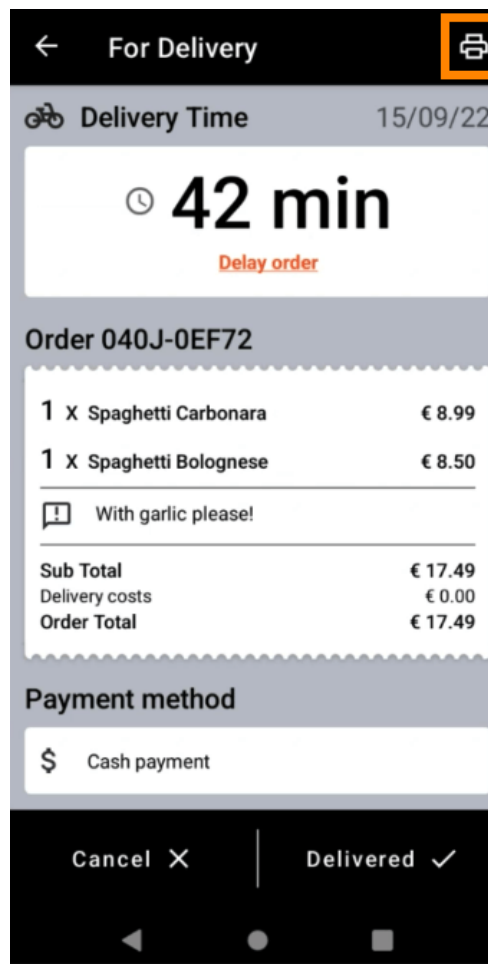 For Delivery
Delivery Time 15/09/22
42 min
Delay order
Order 040J-0EF72
1 X Spaghetti Carbonara € 8.99
1 X Spaghetti Bolognese € 8.50
With garlic please!
Sub Total € 17.49
Delivery costs € 0.00
Order Total € 17.49
Payment method
$ Cash payment
Cancel Delivered